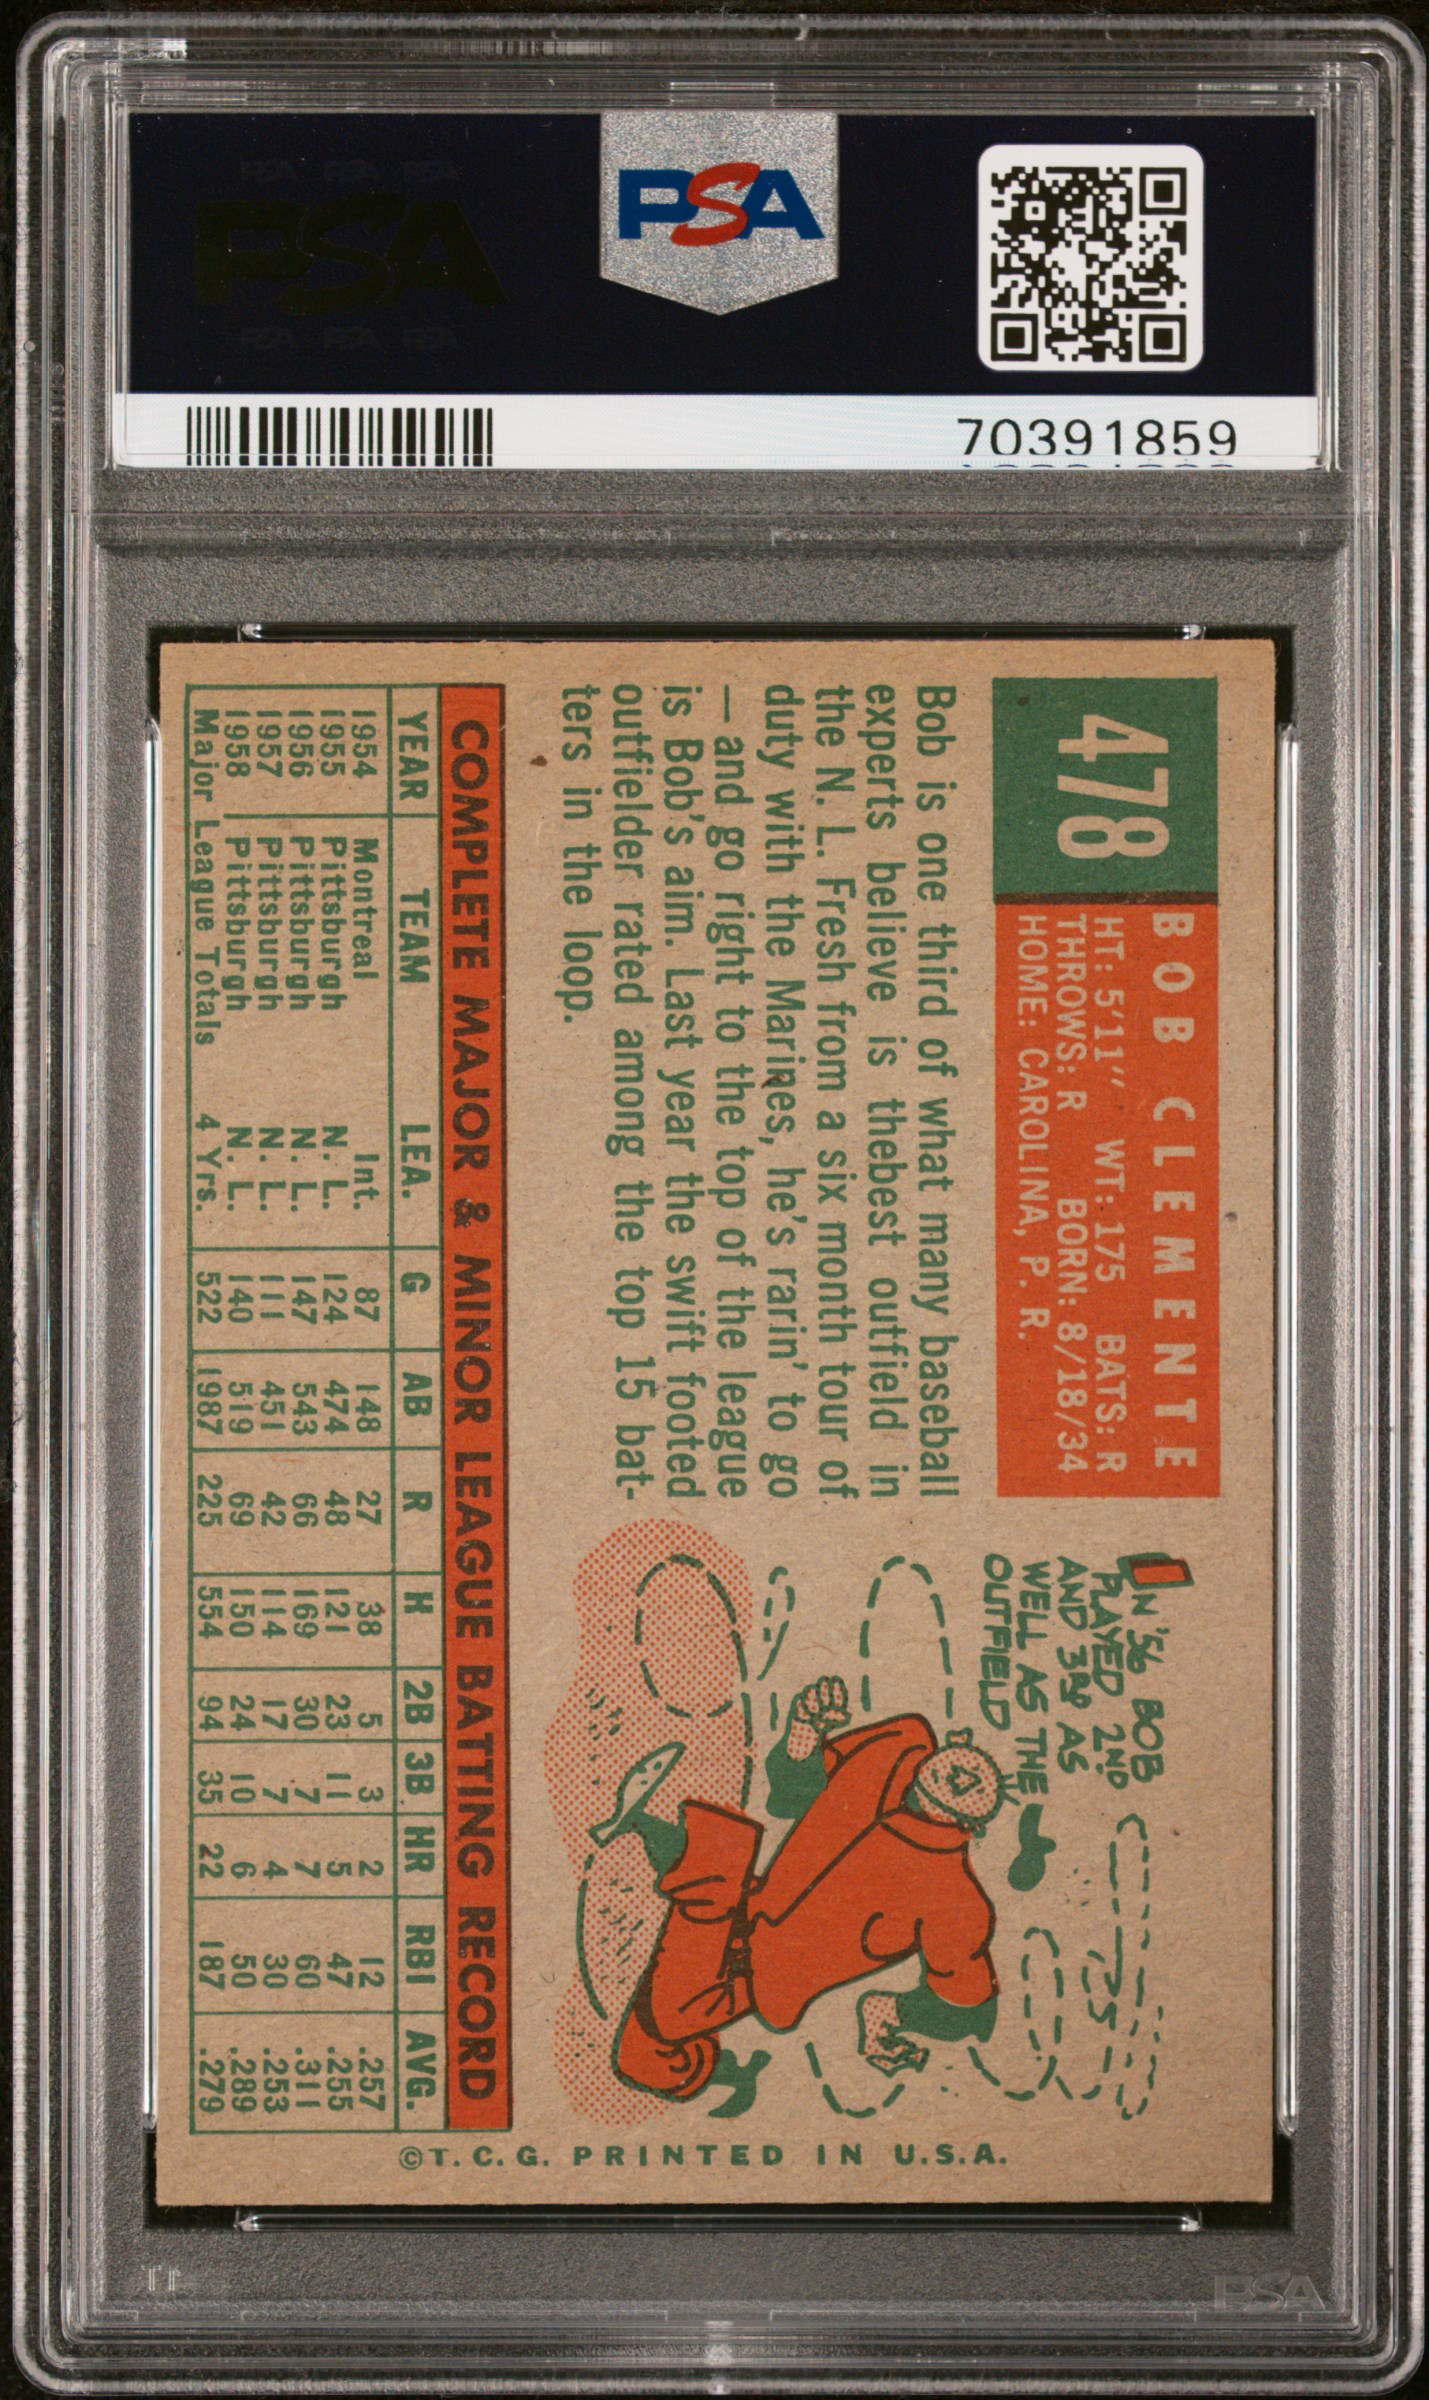 PSA PSA PSA
PSA
PSA PSA PSA
PSA
70391859
478
BOB CLEMENTE
HT: 5'11" WT: 175 BATS: R
THROWS: R BORN: 8/18/34
HOME: CAROLINA, P. R.
Bob is one third of what many baseball
experts believe is thebest outfield in
the N. L. Fresh from a six month tour of
duty with the Marines, he's rarin' to go
—and go right to the top of the league
is Bob's aim. Last year the swift footed
outfielder rated among the top 15 bat-
ters in the loop.
IN '56 BOB
PLAYED 2ND
AND 3RD AS
WELL AS THE
OUTFIELD
COMPLETE MAJOR & MINOR LEAGUE BATTING RECORD
YEAR TEAM LEA. G AB R H 2B 3B HR RBI AVG.
1954 Montreal Int. 87 148 27 38 5 3 2 12 .257
1955 Pittsburgh N. L. 124 474 48 121 23 11 5 47 .255
1956 Pittsburgh N. L. 147 543 66 169 30 7 7 60 .311
1957 Pittsburgh N. L. 111 451 42 114 17 7 4 30 .253
1958 Pittsburgh N. L. 140 519 69 150 24 10 6 50 .289
Major League Totals 4 Yrs. 522 1987 225 554 94 35 22 187 .279
©T. C. G. PRINTED IN U.S.A.
PSA